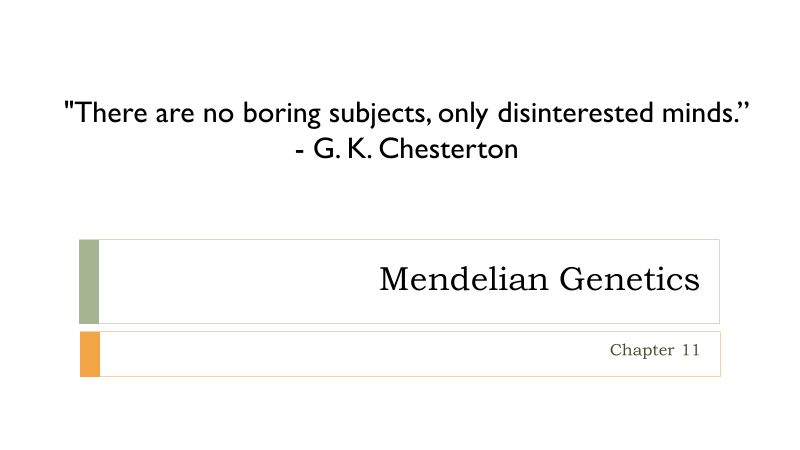 "There are no boring subjects, only disinterested minds.”
- G. K. Chesterton
Mendelian Genetics
Chapter 11